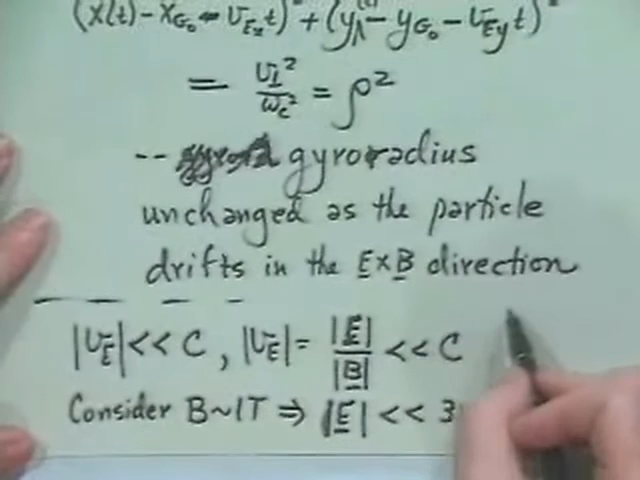 (x(t) - x_G₀ - v_Ex t)² + (y(t) - y_G₀ - v_Ey t)²
= v⊥²/ω_c² = ρ²
-- gyroradius
unchanged as the particle
drifts in the E×B direction
|v_E| << C , |v_E| = |E|/|B| << C
Consider B~1T ⇒ |E| << 3